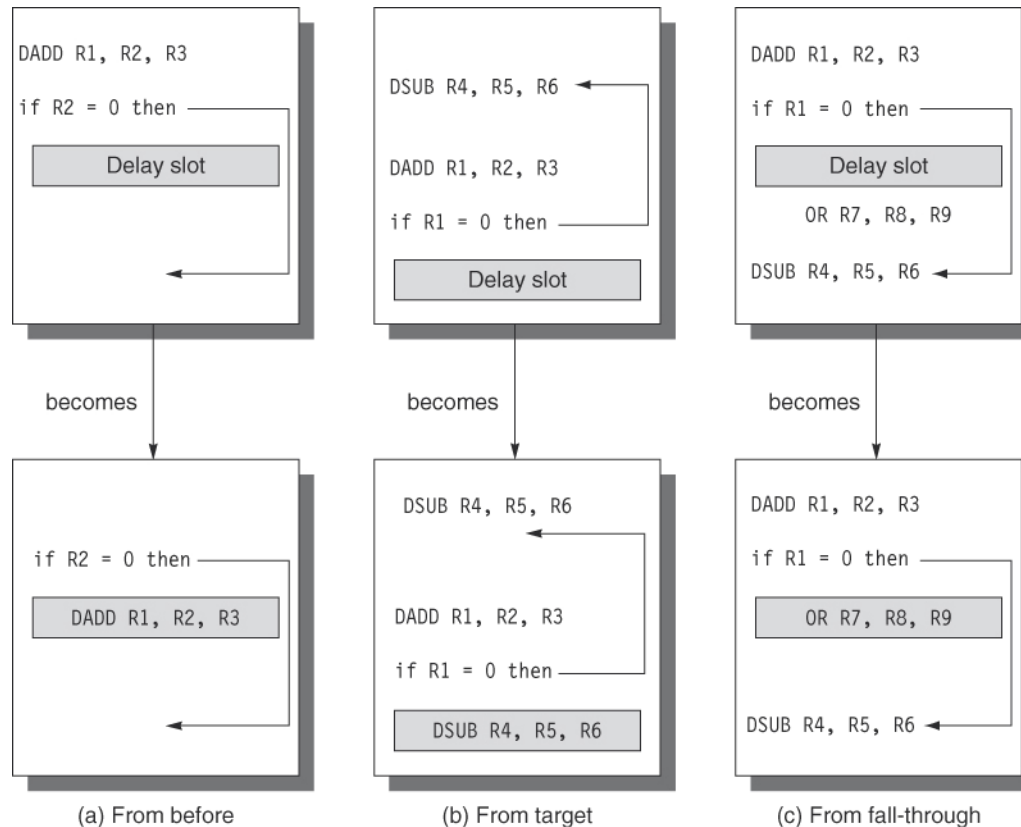 DADD R1, R2, R3
if R2 = 0 then
Delay slot
DSUB R4, R5, R6
DADD R1, R2, R3
if R1 = 0 then
Delay slot
DADD R1, R2, R3
if R1 = 0 then
Delay slot
OR R7, R8, R9
DSUB R4, R5, R6
becomes
becomes
becomes
if R2 = 0 then
DADD R1, R2, R3
DSUB R4, R5, R6
DADD R1, R2, R3
if R1 = 0 then
DSUB R4, R5, R6
DADD R1, R2, R3
if R1 = 0 then
OR R7, R8, R9
DSUB R4, R5, R6
(a) From before
(b) From target
(c) From fall-through